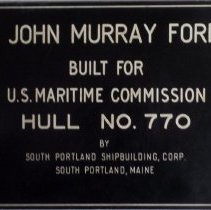 JOHN MURRAY FORB
BUILT FOR
U.S. MARITIME COMMISSION
HULL NO. 770
BY
SOUTH PORTLAND SHIPBUILDING, CORP.
SOUTH PORTLAND, MAINE